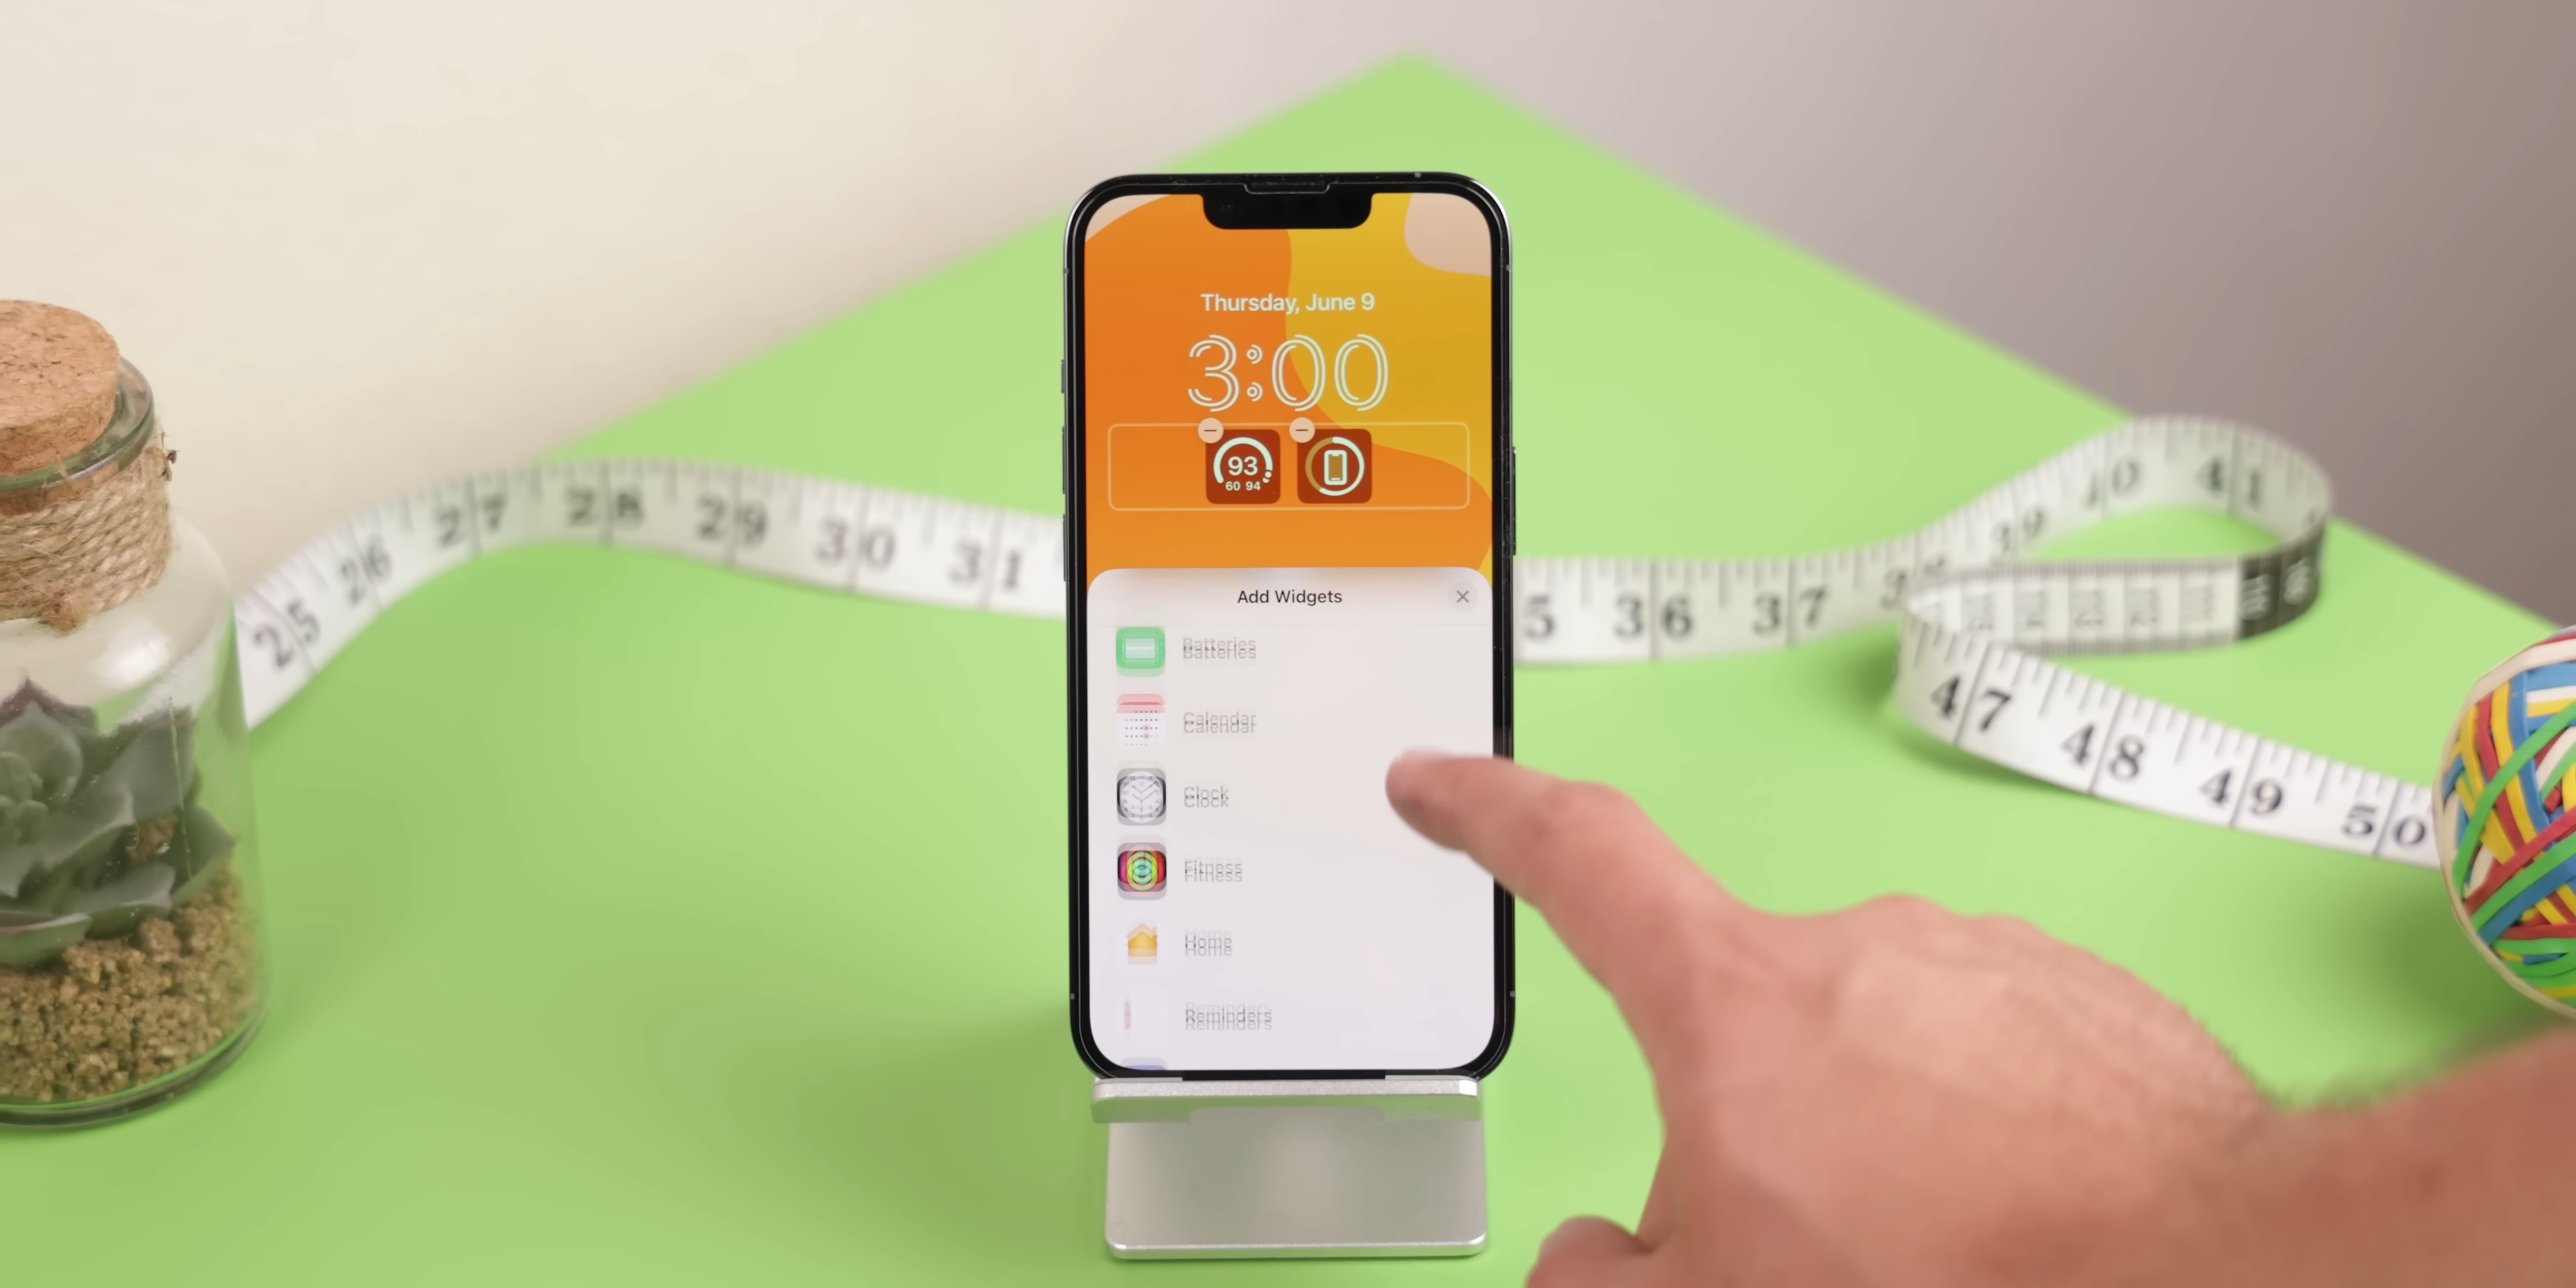 Thursday, June 9
3:00
93
60 94
Add Widgets
Batteries
Calendar
Clock
Fitness
Home
Reminders
25 26 27 28 29 30 31
5 36 37
39 40 41
47 48 49 50